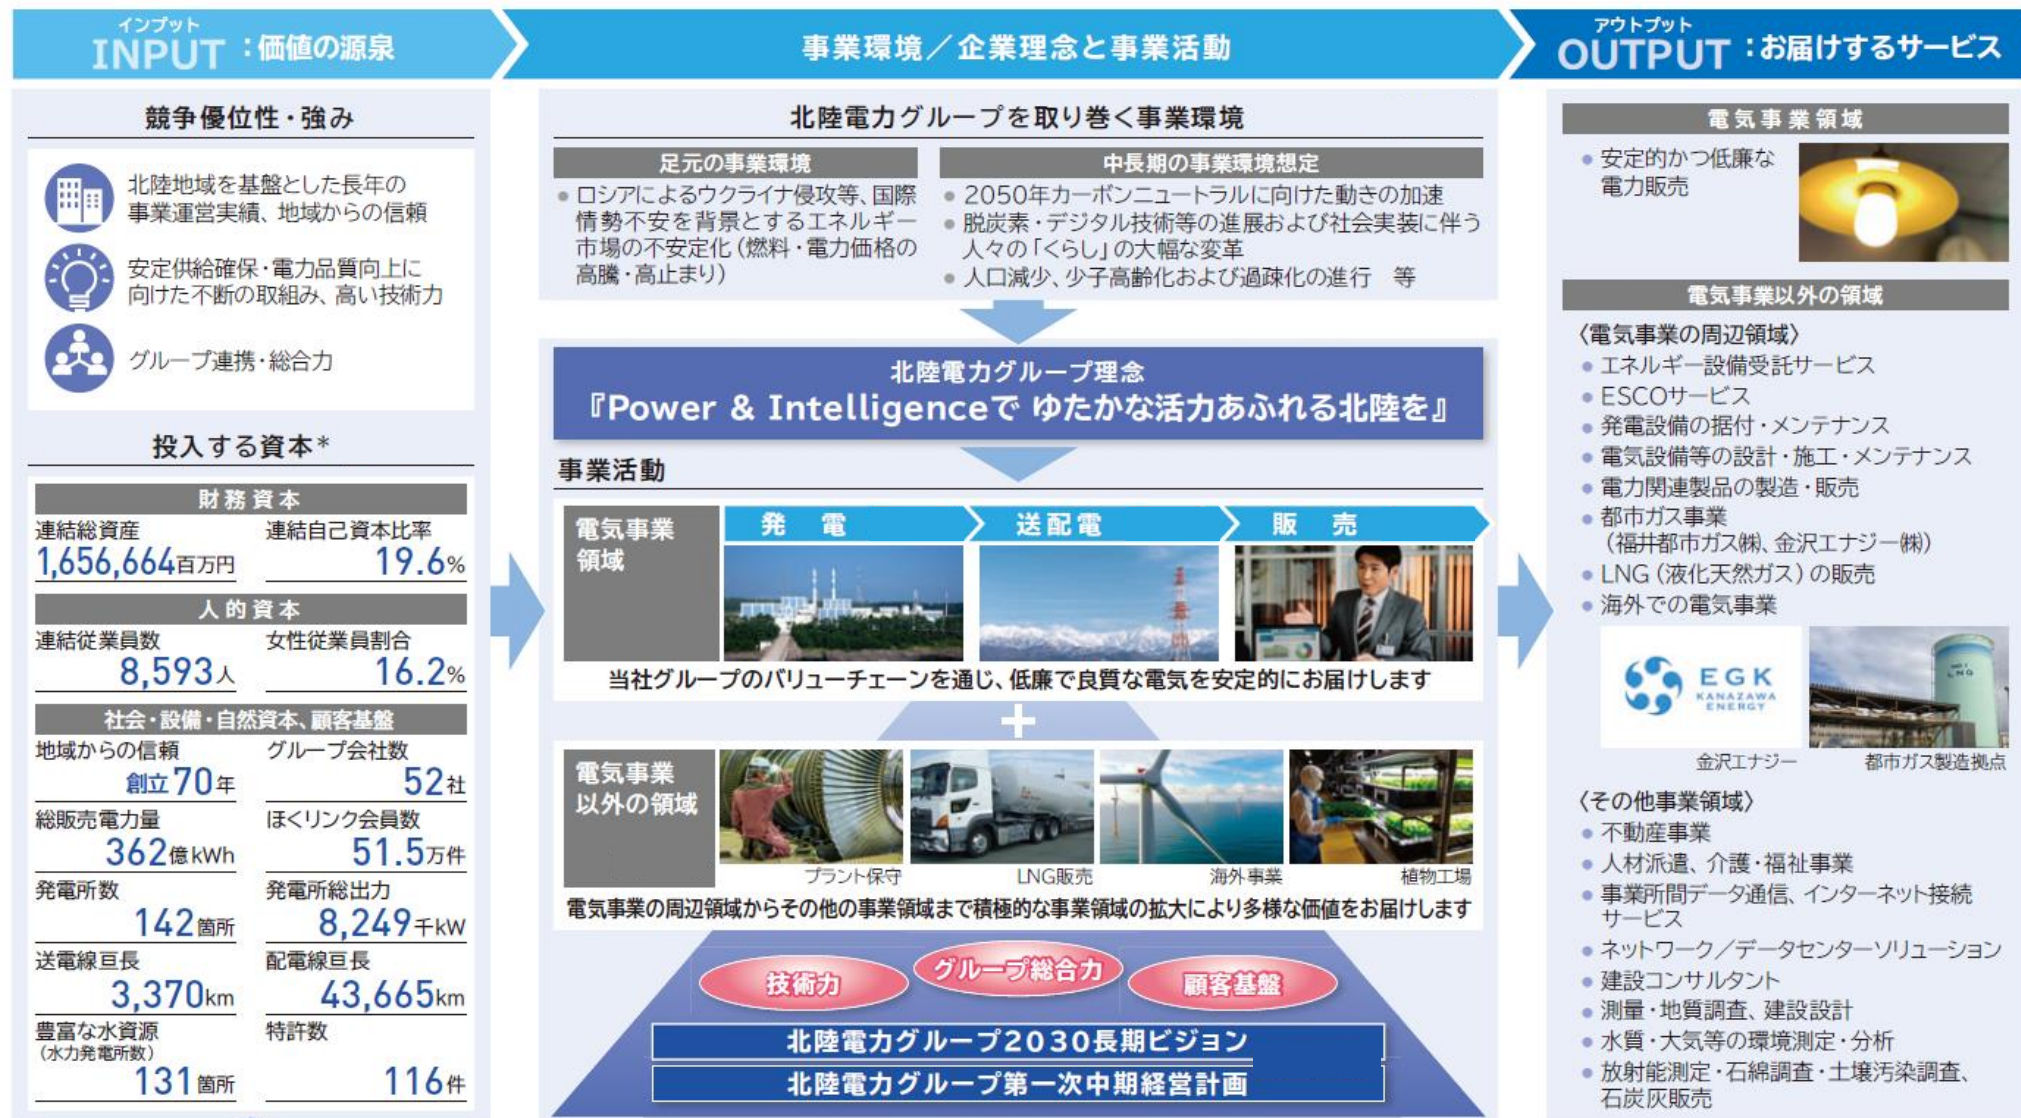 インプット
INPUT：価値の源泉
事業環境／企業理念と事業活動
アウトプット
OUTPUT：お届けするサービス
競争優位性・強み
北陸地域を基盤とした長年の
事業運営実績、地域からの信頼
安定供給確保・電力品質向上に
向けた不断の取組み、高い技術力
グループ連携・総合力
投入する資本*
財務資本
連結総資産
1,656,664百万円
連結自己資本比率
19.6%
人的資本
連結従業員数
8,593人
女性従業員割合
16.2%
社会・設備・自然資本、顧客基盤
地域からの信頼
創立70年
グループ会社数
52社
総販売電力量
362億kWh
ほくリンク会員数
51.5万件
発電所数
142箇所
発電所総出力
8,249千kW
送電線亘長
3,370km
配電線亘長
43,665km
豊富な水資源
（水力発電所数）
131箇所
特許数
116件
北陸電力グループを取り巻く事業環境
足元の事業環境
● ロシアによるウクライナ侵攻等、国際
情勢不安を背景とするエネルギー
市場の不安定化（燃料・電力価格の
高騰・高止まり）
中長期の事業環境想定
● 2050年カーボンニュートラルに向けた動きの加速
● 脱炭素・デジタル技術等の進展および社会実装に伴う
人々の「くらし」の大幅な変革
● 人口減少、少子高齢化および過疎化の進行　等
北陸電力グループ理念
『Power & Intelligenceで ゆたかな活力あふれる北陸を』
事業活動
電気事業
領域
発電
送配電
販売
当社グループのバリューチェーンを通じ、低廉で良質な電気を安定的にお届けします
+
電気事業
以外の領域
プラント保守
LNG販売
海外事業
植物工場
電気事業の周辺領域からその他の事業領域まで積極的な事業領域の拡大により多様な価値をお届けします
技術力
グループ総合力
顧客基盤
北陸電力グループ2030長期ビジョン
北陸電力グループ第一次中期経営計画
電気事業領域
● 安定的かつ低廉な
電力販売
電気事業以外の領域
〈電気事業の周辺領域〉
● エネルギー設備受託サービス
● ESCOサービス
● 発電設備の据付・メンテナンス
● 電気設備等の設計・施工・メンテナンス
● 電力関連製品の製造・販売
● 都市ガス事業
（福井都市ガス㈱、金沢エナジー㈱）
● LNG（液化天然ガス）の販売
● 海外での電気事業
EGK
KANAZAWA
ENERGY
NO.1
LNG
金沢エナジー
都市ガス製造拠点
〈その他事業領域〉
● 不動産事業
● 人材派遣、介護・福祉事業
● 事業所間データ通信、インターネット接続
サービス
● ネットワーク／データセンターソリューション
● 建設コンサルタント
● 測量・地質調査、建設設計
● 水質・大気等の環境測定・分析
● 放射能測定・石綿調査・土壌汚染調査、
石炭灰販売